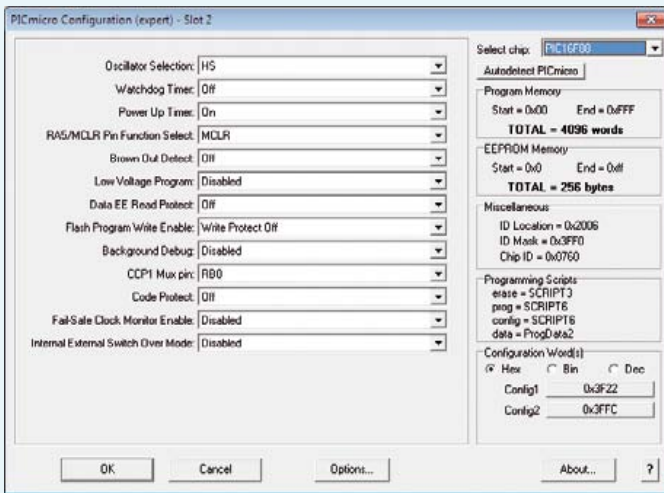 PICmicro Configuration (expert) - Slot 2
Oscillator Selection: HS
Watchdog Timer: Off
Power Up Timer: On
RA5/MCLR Pin Function Select: MCLR
Brown Out Detect: Off
Low Voltage Program: Disabled
Data EE Read Protect: Off
Flash Program Write Enable: Write Protect Off
Background Debug: Disabled
CCP1 Mux pin: RB0
Code Protect: Off
Fail-Safe Clock Monitor Enable: Disabled
Internal External Switch Over Mode: Disabled
OK
Cancel
Options...
Select chip:
Autodetect PICmicro
Program Memory
Start = 0x00 End = 0xFFF
TOTAL = 4096 words
EEPROM Memory
Start = 0x0 End = 0xff
TOTAL = 256 bytes
Miscellaneous
ID Location = 0x2006
ID Mask = 0x3FF0
Chip ID = 0x0760
Programming Scripts
erase = SCRIPT3
prog = SCRIPT6
config = SCRIPT6
data = ProgData2
Configuration Word(s)
Hex Bin Dec
Config1 0x3F22
Config2 0x3FFC
About...
?